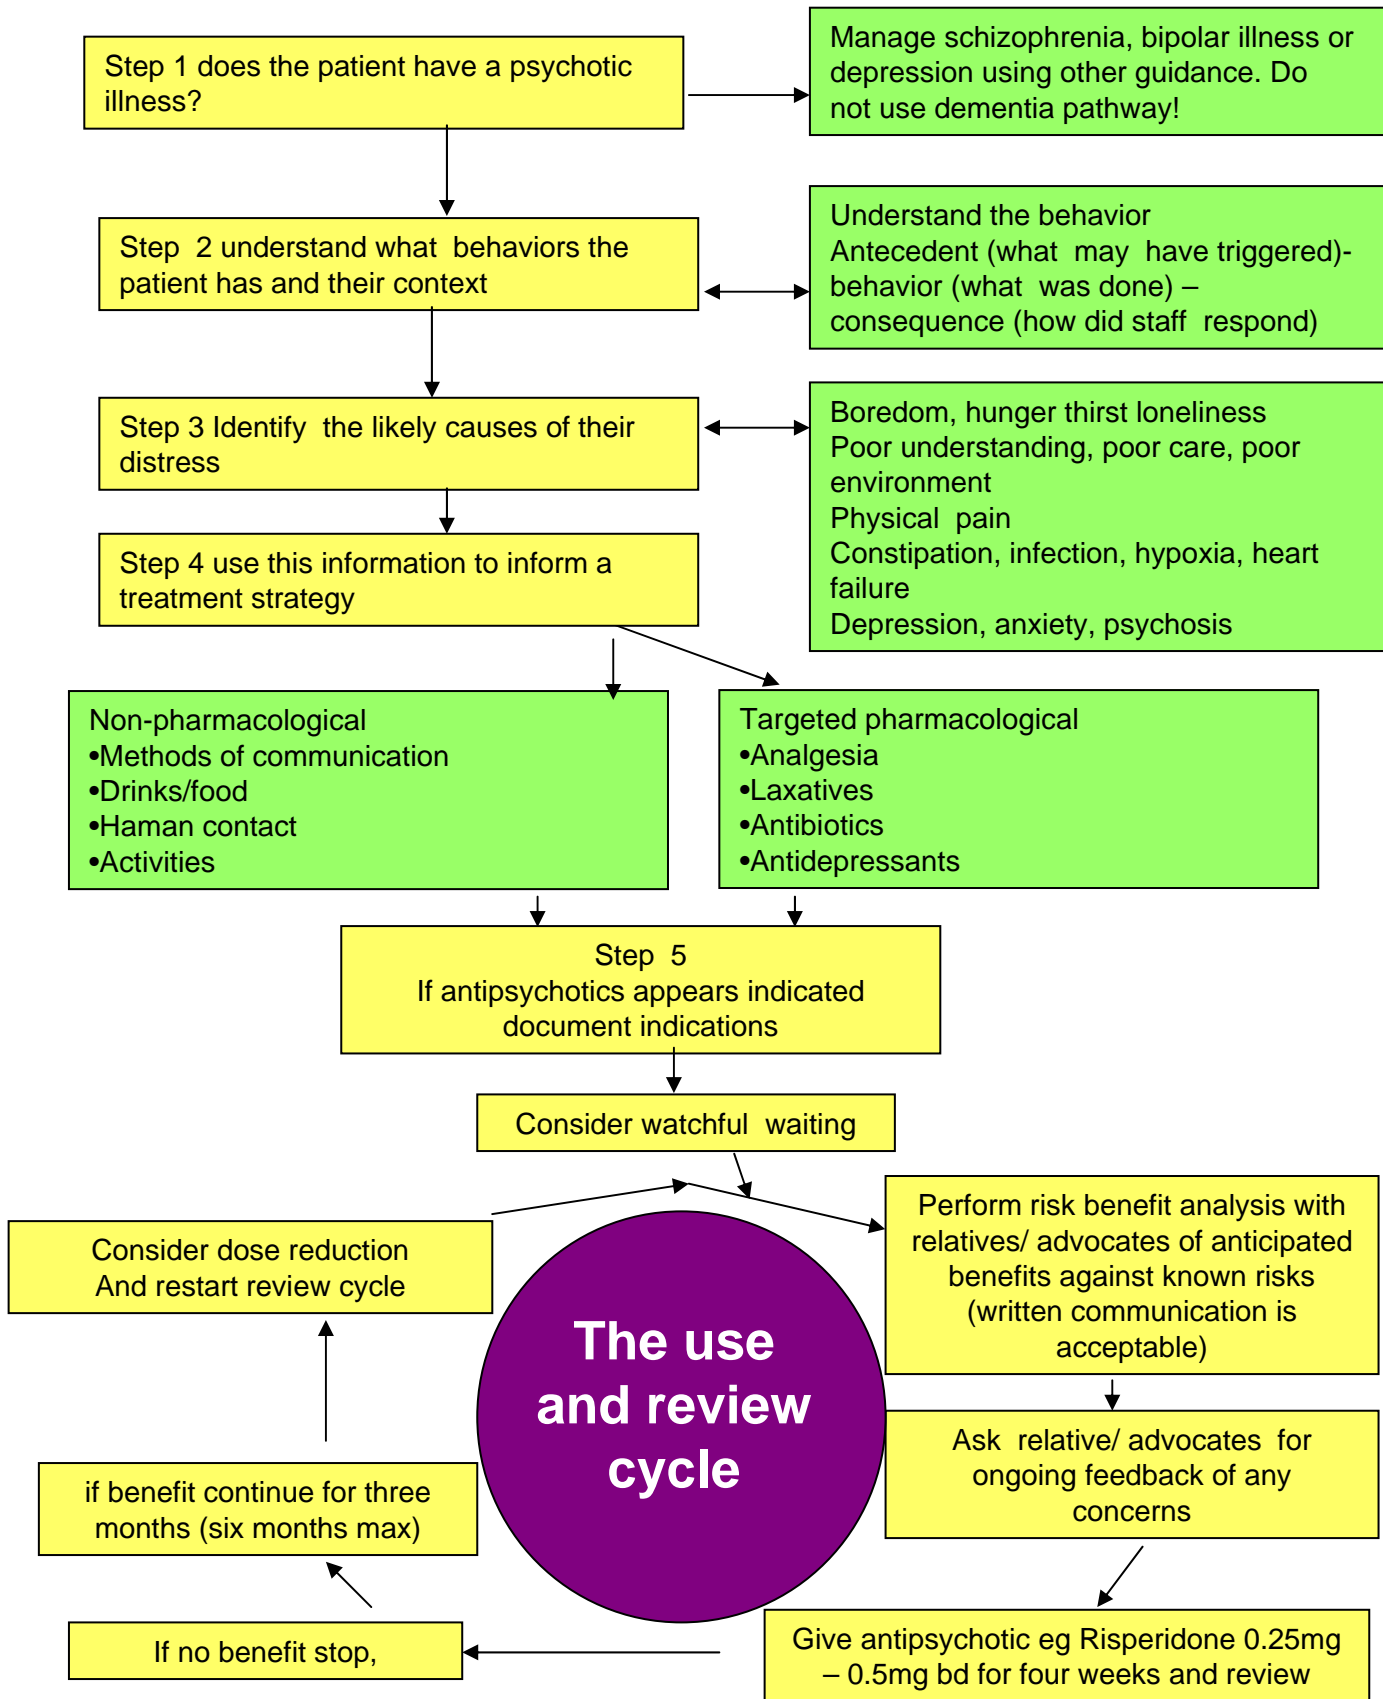 Step 1 does the patient have a psychotic
illness?
Manage schizophrenia, bipolar illness or
depression using other guidance. Do
not use dementia pathway!
Step 2 understand what behaviors the
patient has and their context
Understand the behavior
Antecedent (what may have triggered)-
behavior (what was done) –
consequence (how did staff respond)
Step 3 Identify the likely causes of their
distress
Boredom, hunger thirst loneliness
Poor understanding, poor care, poor
environment
Physical pain
Constipation, infection, hypoxia, heart
failure
Depression, anxiety, psychosis
Step 4 use this information to inform a
treatment strategy
Non-pharmacological
•Methods of communication
•Drinks/food
•Haman contact
•Activities
Targeted pharmacological
•Analgesia
•Laxatives
•Antibiotics
•Antidepressants
Step 5
If antipsychotics appears indicated
document indications
Consider watchful waiting
Perform risk benefit analysis with
relatives/ advocates of anticipated
benefits against known risks
(written communication is
acceptable)
Ask relative/ advocates for
ongoing feedback of any
concerns
Give antipsychotic eg Risperidone 0.25mg
– 0.5mg bd for four weeks and review
If no benefit stop,
if benefit continue for three
months (six months max)
Consider dose reduction
And restart review cycle
The use
and review
cycle